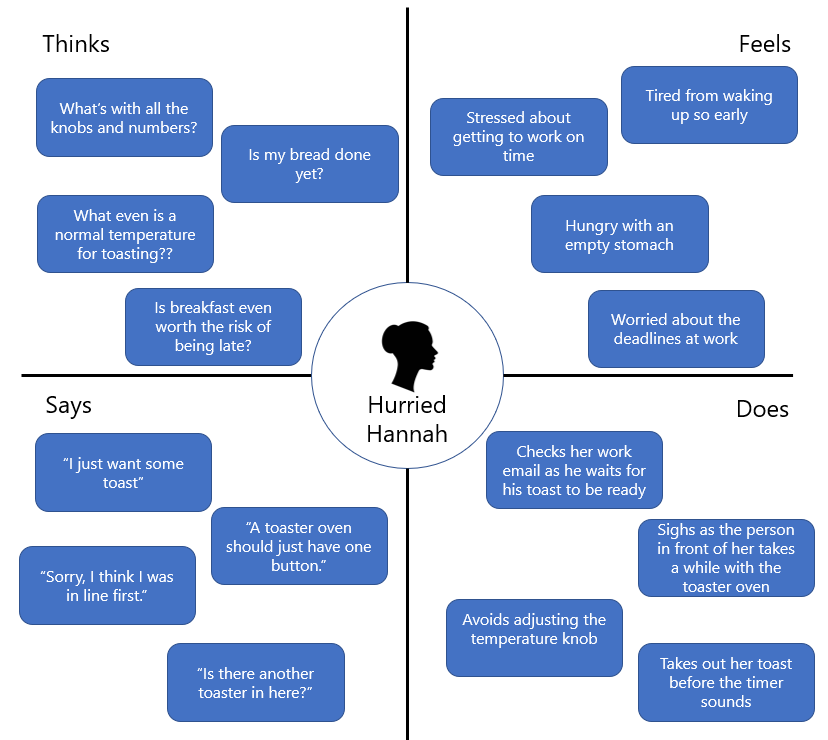 Thinks
What's with all the
knobs and numbers?
Is my bread done
yet?
What even is a
normal temperature
for toasting??
Is breakfast even
worth the risk of
being late?
Feels
Stressed about
getting to work on
time
Tired from waking
up so early
Hungry with an
empty stomach
Worried about the
deadlines at work
Hurried
Hannah
Says
“I just want some
toast”
“A toaster oven
should just have one
button.”
“Sorry, I think I was
in line first.”
“Is there another
toaster in here?”
Does
Checks her work
email as he waits for
his toast to be ready
Sighs as the person
in front of her takes
a while with the
toaster oven
Avoids adjusting the
temperature knob
Takes out her toast
before the timer
sounds